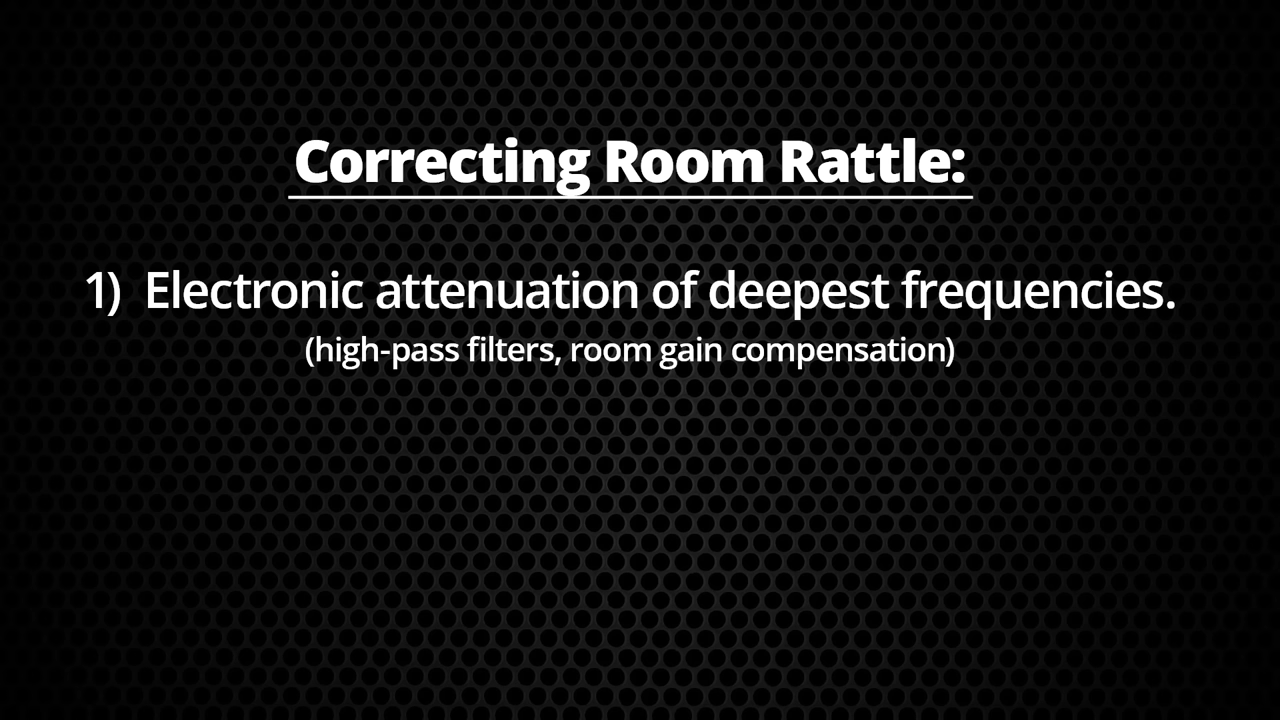 Correcting Room Rattle:
1) Electronic attenuation of deepest frequencies.
(high-pass filters, room gain compensation)